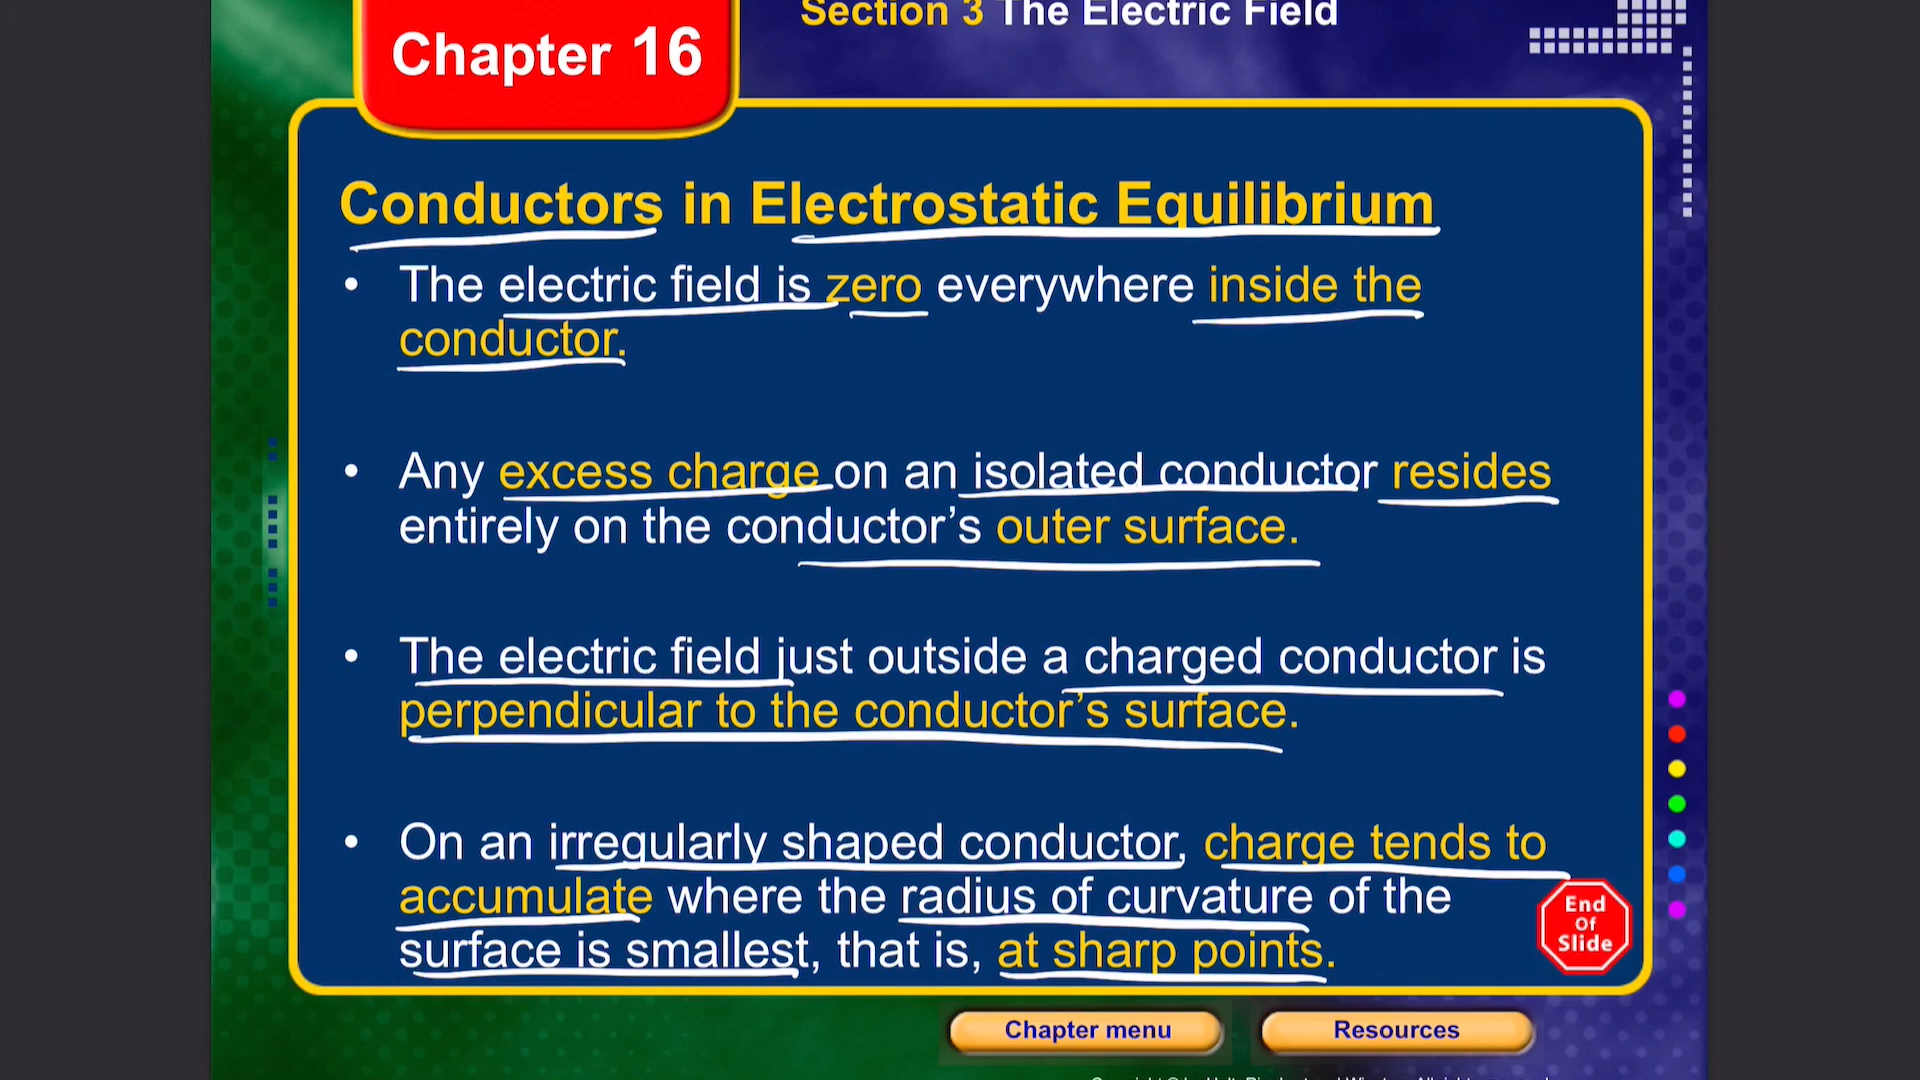 Section 3 The Electric Field
Chapter 16
Conductors in Electrostatic Equilibrium
• The electric field is zero everywhere inside the
conductor.
• Any excess charge on an isolated conductor resides
entirely on the conductor’s outer surface.
• The electric field just outside a charged conductor is
perpendicular to the conductor’s surface.
• On an irregularly shaped conductor, charge tends to
accumulate where the radius of curvature of the
surface is smallest, that is, at sharp points.
End
Of
Slide
Chapter menu
Resources